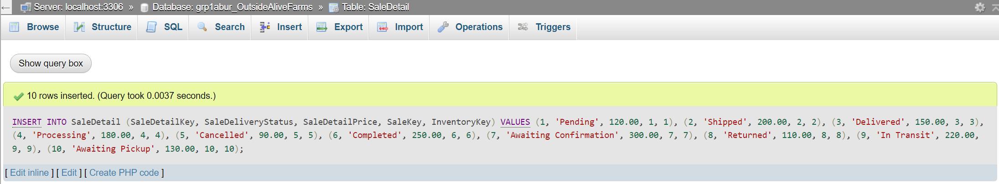 ← Server: localhost:3306 » Database: grp1abur_OutsideAliveFarms » Table: SaleDetail
Browse Structure SQL Search Insert Export Import Operations Triggers
Show query box
10 rows inserted. (Query took 0.0037 seconds.)
INSERT INTO SaleDetail (SaleDetailKey, SaleDeliveryStatus, SaleDetailPrice, SaleKey, InventoryKey) VALUES (1, 'Pending', 120.00, 1, 1), (2, 'Shipped', 200.00, 2, 2), (3, 'Delivered', 150.00, 3, 3),
(4, 'Processing', 180.00, 4, 4), (5, 'Cancelled', 90.00, 5, 5), (6, 'Completed', 250.00, 6, 6), (7, 'Awaiting Confirmation', 300.00, 7, 7), (8, 'Returned', 110.00, 8, 8), (9, 'In Transit', 220.00,
9, 9), (10, 'Awaiting Pickup', 130.00, 10, 10);
[ Edit inline ] [ Edit ] [ Create PHP code ]